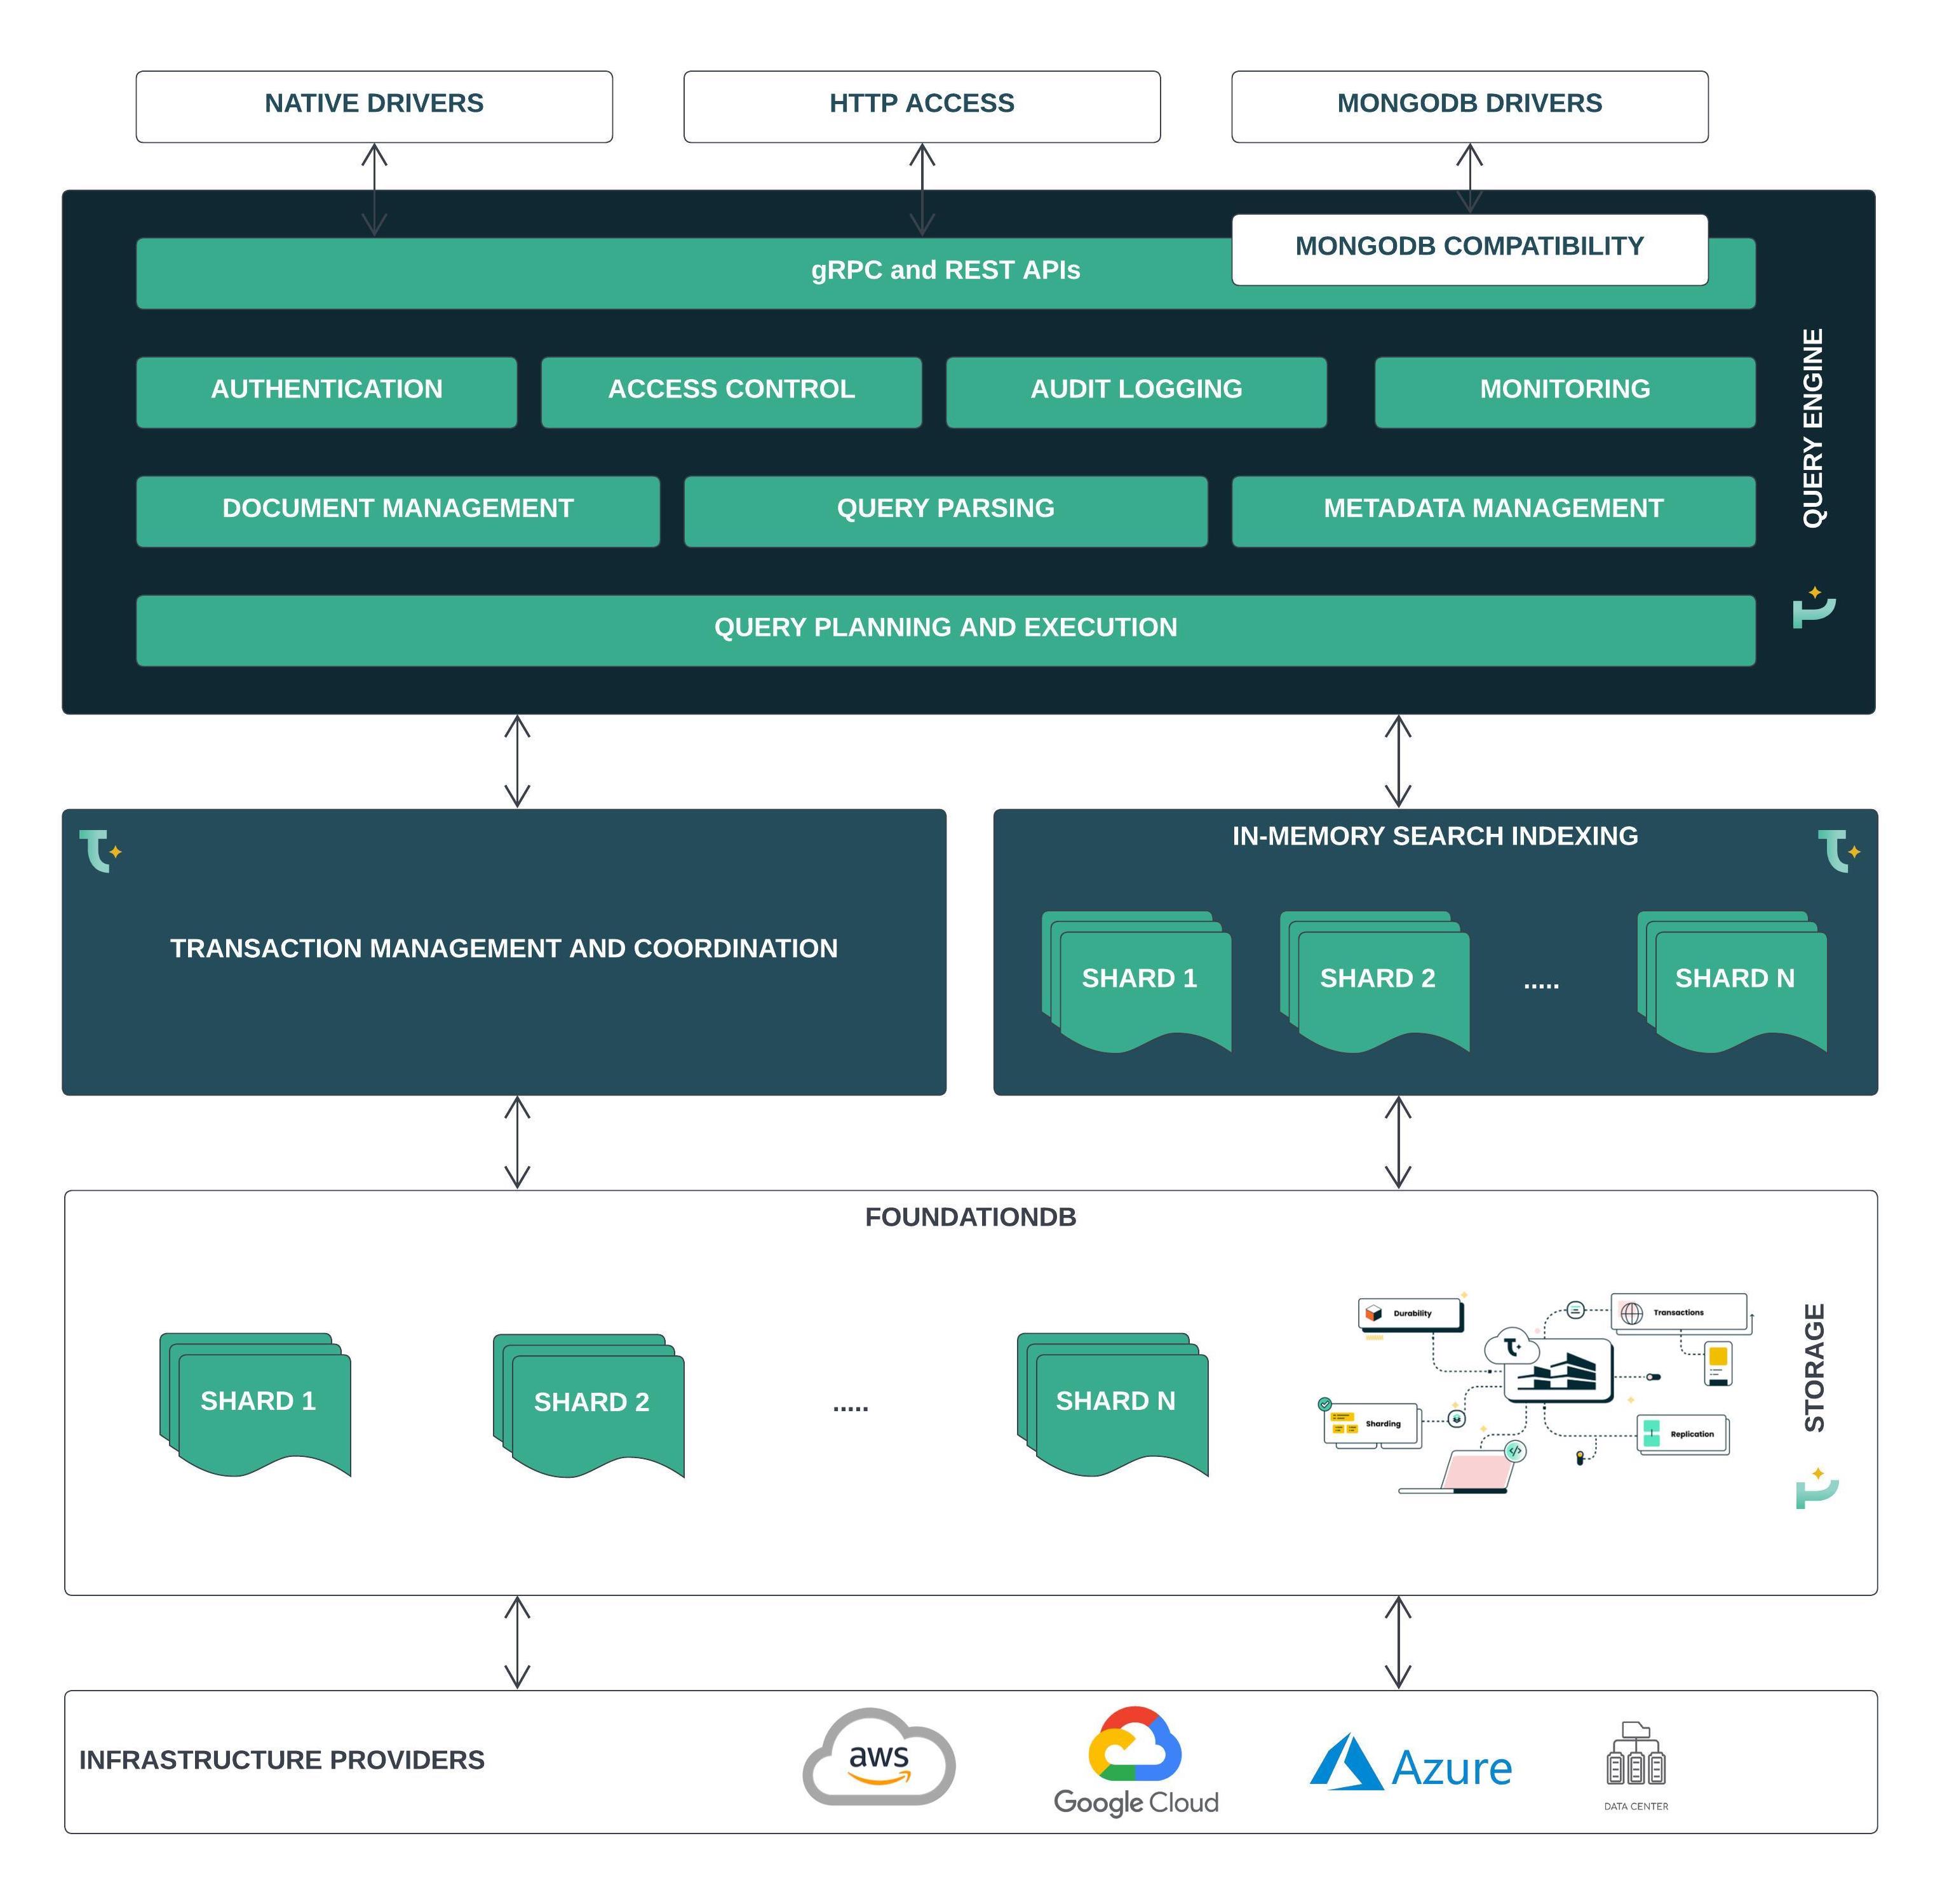 NATIVE DRIVERS
HTTP ACCESS
MONGODB DRIVERS
MONGODB COMPATIBILITY
gRPC and REST APIs
AUTHENTICATION
ACCESS CONTROL
AUDIT LOGGING
MONITORING
DOCUMENT MANAGEMENT
QUERY PARSING
METADATA MANAGEMENT
QUERY PLANNING AND EXECUTION
QUERY ENGINE
TRANSACTION MANAGEMENT AND COORDINATION
IN-MEMORY SEARCH INDEXING
SHARD 1
SHARD 2
.....
SHARD N
FOUNDATIONDB
SHARD 1
SHARD 2
.....
SHARD N
Durability
Transactions
Sharding
Replication
</>
STORAGE
INFRASTRUCTURE PROVIDERS
aws
Google Cloud
Azure
DATA CENTER